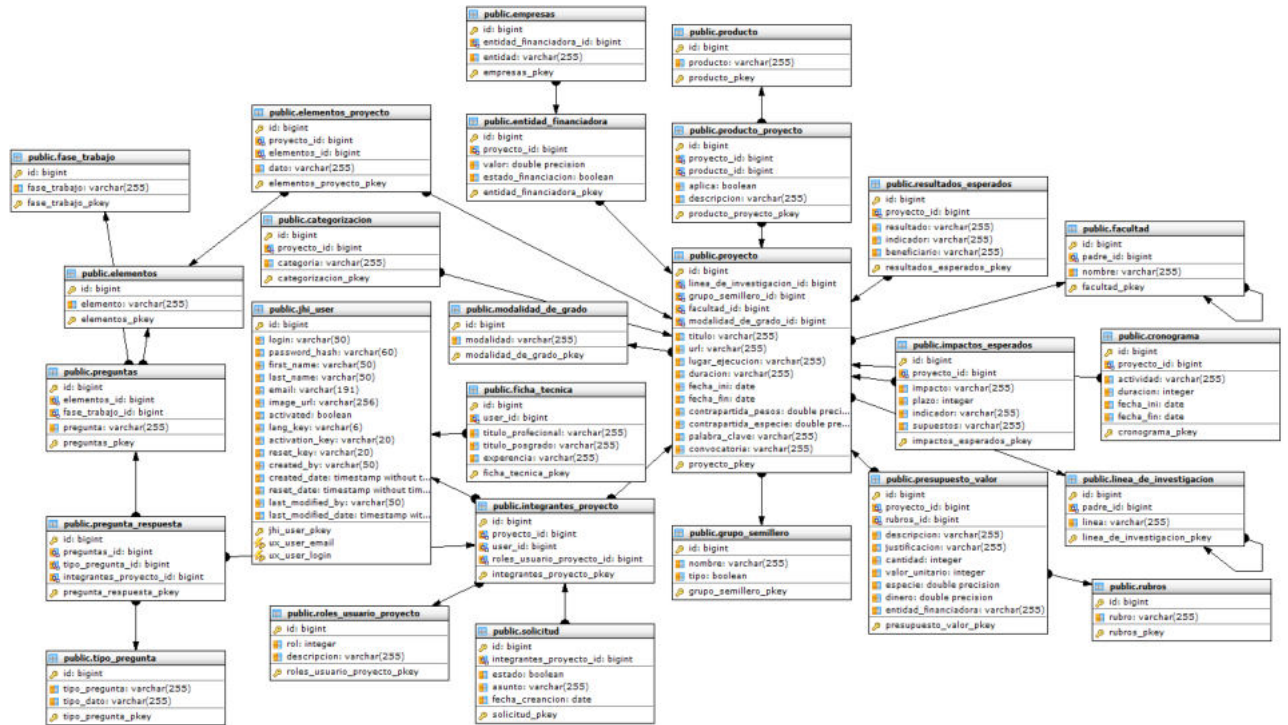 public.empresas
id: bigint
entidad_financiadora_id: bigint
entidad: varchar(255)
empresas_pkey
public.producto
id: bigint
producto: varchar(255)
producto_pkey
public.elementos_proyecto
id: bigint
proyecto_id: bigint
elementos_id: bigint
dato: varchar(255)
elementos_proyecto_pkey
public.entidad_financiadora
id: bigint
proyecto_id: bigint
valor: double precision
estado_financiacion: boolean
entidad_financiadora_pkey
public.producto_proyecto
id: bigint
proyecto_id: bigint
producto_id: bigint
aplica: boolean
descripcion: varchar(255)
producto_proyecto_pkey
public.fase_trabajo
id: bigint
fase_trabajo: varchar(255)
fase_trabajo_pkey
public.resultados_esperados
id: bigint
proyecto_id: bigint
resultado: varchar(255)
indicador: varchar(255)
beneficiario: varchar(255)
resultados_esperados_pkey
public.categorizacion
id: bigint
proyecto_id: bigint
categoria: varchar(255)
categorizacion_pkey
public.facultad
id: bigint
padre_id: bigint
nombre: varchar(255)
facultad_pkey
public.elementos
id: bigint
elemento: varchar(255)
elementos_pkey
public.proyecto
id: bigint
linea_de_investigacion_id: bigint
grupo_semillero_id: bigint
facultad_id: bigint
modalidad_de_grado_id: bigint
titulo: varchar(255)
url: varchar(255)
lugar_ejecucion: varchar(255)
duracion: varchar(255)
fecha_ini: date
fecha_fin: date
contrapartida_pesos: double preci...
contrapartida_especie: double pre...
palabra_clave: varchar(255)
convocatoria: varchar(255)
proyecto_pkey
public.jhi_user
id: bigint
login: varchar(50)
password_hash: varchar(60)
first_name: varchar(50)
last_name: varchar(50)
email: varchar(191)
image_url: varchar(256)
activated: boolean
lang_key: varchar(6)
activation_key: varchar(20)
reset_key: varchar(20)
created_by: varchar(50)
created_date: timestamp without t...
reset_date: timestamp without tim...
last_modified_by: varchar(50)
last_modified_date: timestamp wit...
jhi_user_pkey
ux_user_email
ux_user_login
public.modalidad_de_grado
id: bigint
modalidad: varchar(255)
modalidad_de_grado_pkey
public.impactos_esperados
id: bigint
proyecto_id: bigint
impacto: varchar(255)
plazo: integer
indicador: varchar(255)
supuestos: varchar(255)
impactos_esperados_pkey
public.cronograma
id: bigint
proyecto_id: bigint
actividad: varchar(255)
duracion: integer
fecha_ini: date
fecha_fin: date
cronograma_pkey
public.preguntas
id: bigint
elementos_id: bigint
fase_trabajo_id: bigint
pregunta: varchar(255)
preguntas_pkey
public.ficha_tecnica
id: bigint
user_id: bigint
titulo_profecional: varchar(255)
titulo_posgrado: varchar(255)
experencia: varchar(255)
ficha_tecnica_pkey
public.presupuesto_valor
id: bigint
proyecto_id: bigint
rubros_id: bigint
descripcion: varchar(255)
justificacion: varchar(255)
cantidad: integer
valor_unitario: integer
especie: double precision
dinero: double precision
entidad_financiadora: varchar(255)
presupuesto_valor_pkey
public.linea_de_investigacion
id: bigint
padre_id: bigint
linea: varchar(255)
linea_de_investigacion_pkey
public.integrantes_proyecto
id: bigint
proyecto_id: bigint
user_id: bigint
roles_usuario_proyecto_id: bigint
integrantes_proyecto_pkey
public.pregunta_respuesta
id: bigint
preguntas_id: bigint
tipo_pregunta_id: bigint
integrantes_proyecto_id: bigint
pregunta_respuesta_pkey
public.grupo_semillero
id: bigint
nombre: varchar(255)
tipo: boolean
grupo_semillero_pkey
public.rubros
id: bigint
rubro: varchar(255)
rubros_pkey
public.roles_usuario_proyecto
id: bigint
rol: integer
descripcion: varchar(255)
roles_usuario_proyecto_pkey
public.solicitud
id: bigint
integrantes_proyecto_id: bigint
estado: boolean
asunto: varchar(255)
fecha_creancion: date
solicitud_pkey
public.tipo_pregunta
id: bigint
tipo_pregunta: varchar(255)
tipo_dato: varchar(255)
tipo_pregunta_pkey